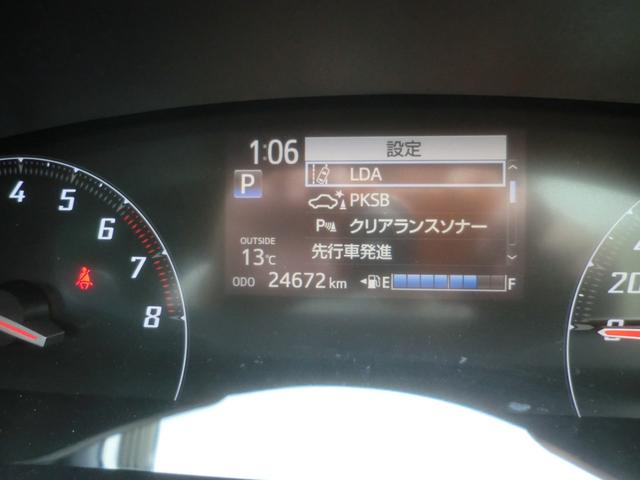 1:06
設定
LDA
P
PKSB
P クリアランスソナー
OUTSIDE
13℃
先行車発進
ODO 24672 km
E F
4 5 6 7 8
20
0